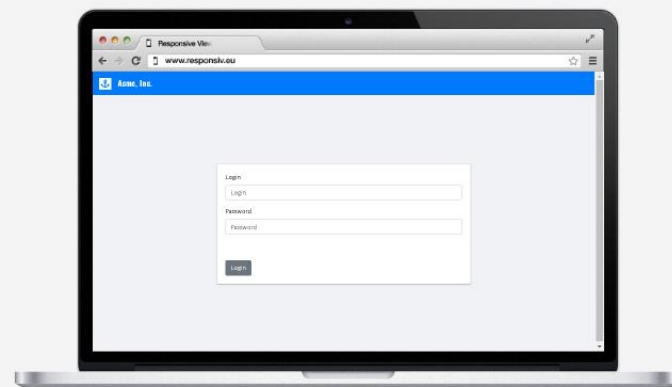 Responsive View
www.responsiv.eu
Acme, Inc.
Login
Login
Password
Password
Login